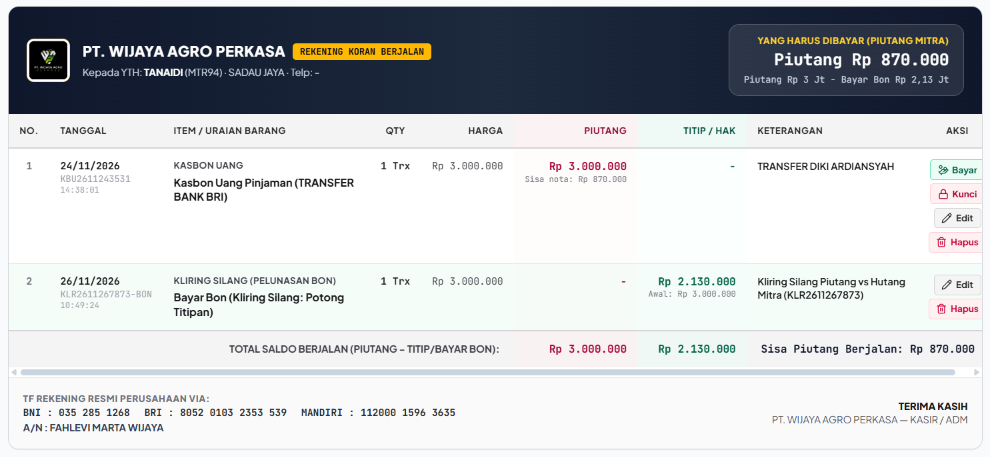 PT. WIJAYA AGRO PERKASA REKENING KORAN BERJALAN
Kepada YTH: TANAIDI (MTR94) · SADAU JAYA · Telp: -
YANG HARUS DIBAYAR (PIUTANG MITRA)
Piutang Rp 870.000
Piutang Rp 3 Jt - Bayar Bon Rp 2,13 Jt
NO. TANGGAL ITEM / URAIAN BARANG QTY HARGA PIUTANG TITIP / HAK KETERANGAN AKSI
1 24/11/2026 KASBON UANG 1 Trx Rp 3.000.000 Rp 3.000.000 - TRANSFER DIKI ARDIANSYAH Bayar
KBU2611243531 Kasbon Uang Pinjaman (TRANSFER Sisa nota: Rp 870.000
14:38:01 BANK BRI) Kunci
Edit
Hapus
2 26/11/2026 KLIRING SILANG (PELUNASAN BON) 1 Trx Rp 3.000.000 - Rp 2.130.000 Kliring Silang Piutang vs Hutang Edit
KLR2611267873-BON Bayar Bon (Kliring Silang: Potong Awal: Rp 3.000.000 Mitra (KLR2611267873)
10:49:24 Titipan) Hapus
TOTAL SALDO BERJALAN (PIUTANG - TITIP/BAYAR BON): Rp 3.000.000 Rp 2.130.000 Sisa Piutang Berjalan: Rp 870.000
TF REKENING RESMI PERUSAHAAN VIA:
BNI : 035 285 1268 BRI : 8052 0103 2353 539 MANDIRI : 112000 1596 3635
A/N : FAHLEVI MARTA WIJAYA
TERIMA KASIH
PT. WIJAYA AGRO PERKASA — KASIR / ADM